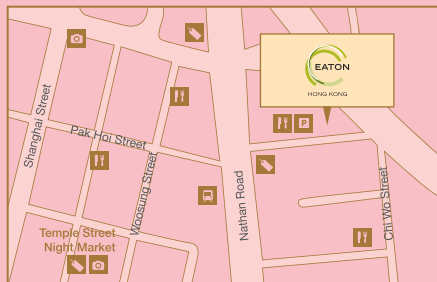 EATON
HONG KONG
P
Shanghai Street
Pak Hoi Street
Woosung Street
Nathan Road
Chi Wo Street
Temple Street
Night Market